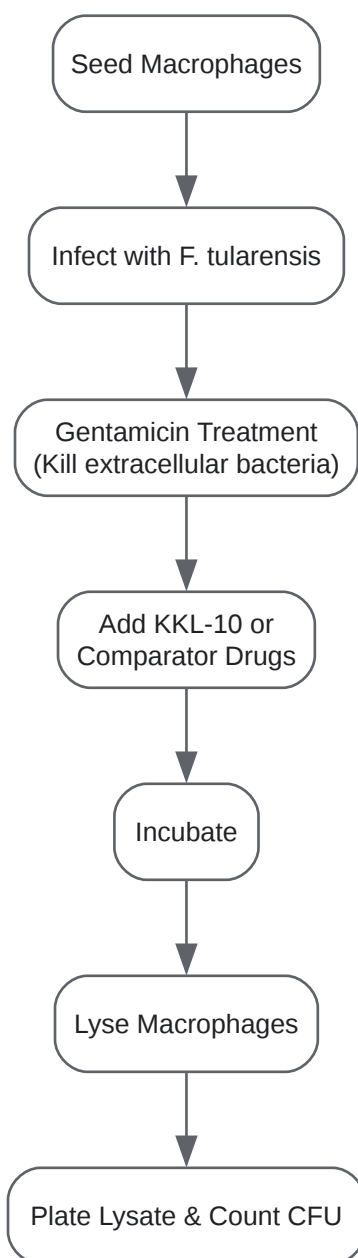 Seed Macrophages
Infect with F. tularensis
Gentamicin Treatment
(Kill extracellular bacteria)
Add KKL-10 or
Comparator Drugs
Incubate
Lyse Macrophages
Plate Lysate & Count CFU